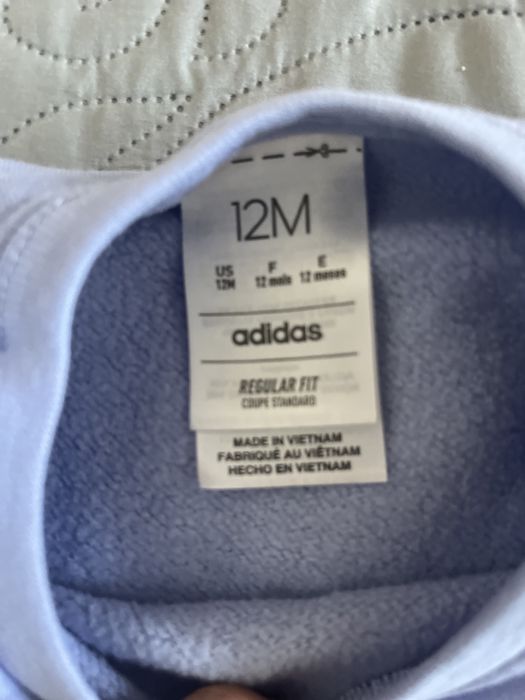 12M
US F E
12M 12 mois 12 meses
adidas
REGULAR FIT
COUPE STANDARD
MADE IN VIETNAM
FABRIQUÉ AU VIÊTNAM
HECHO EN VIETNAM